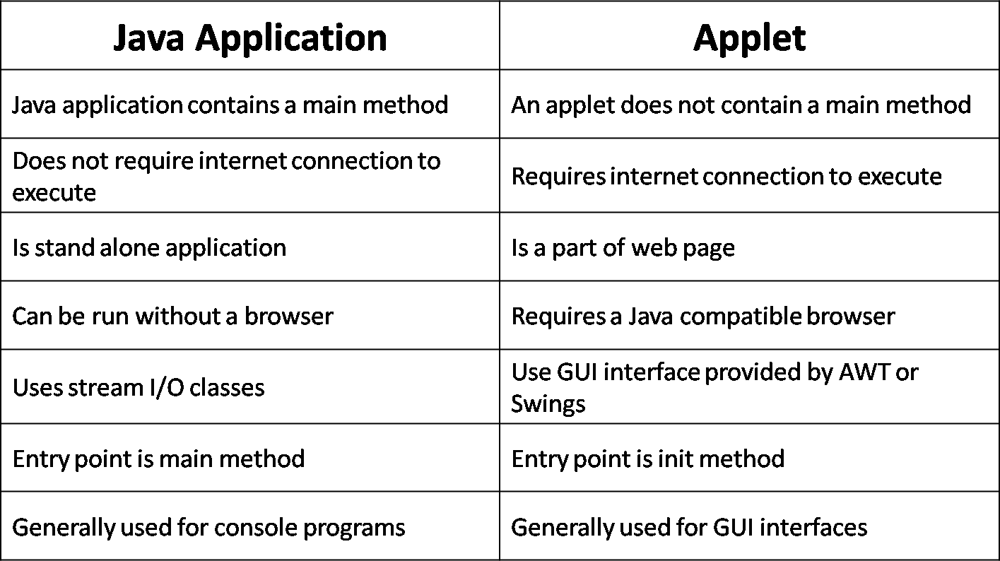 Java Application
Applet
Java application contains a main method
An applet does not contain a main method
Does not require internet connection to
execute
Requires internet connection to execute
Is stand alone application
Is a part of web page
Can be run without a browser
Requires a Java compatible browser
Uses stream I/O classes
Use GUI interface provided by AWT or
Swings
Entry point is main method
Entry point is init method
Generally used for console programs
Generally used for GUI interfaces